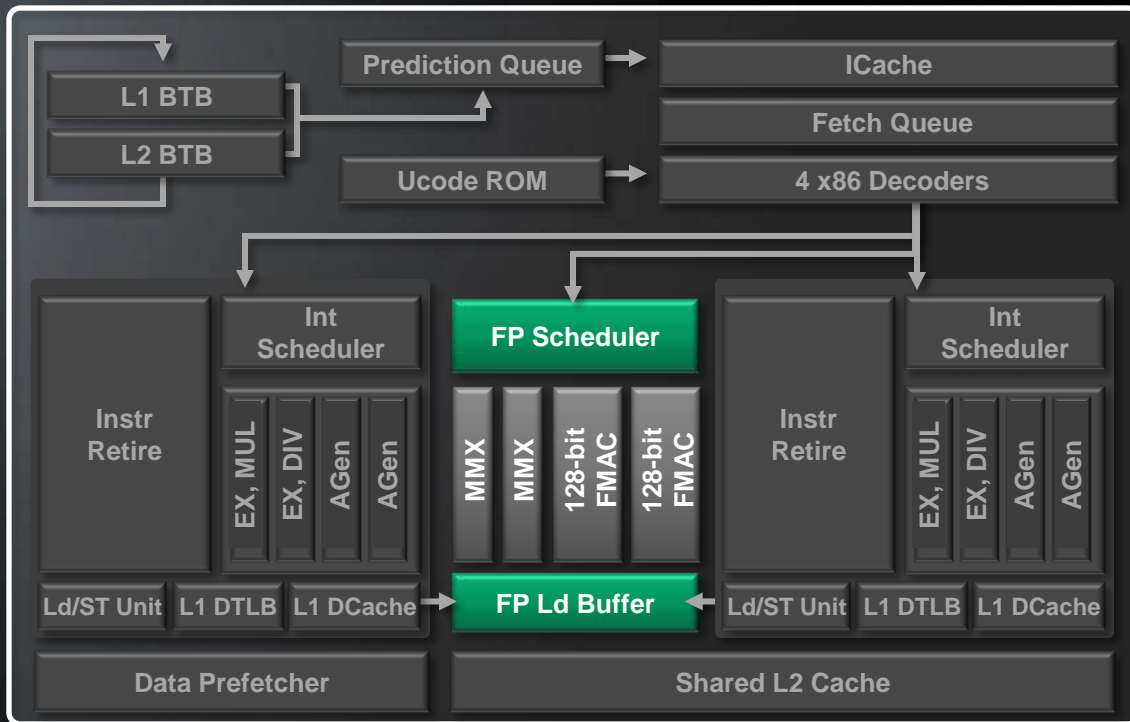 Prediction Queue
ICache
L1 BTB
Fetch Queue
L2 BTB
Ucode ROM
4 x86 Decoders
Instr
Retire
Int
Scheduler
EX, MUL
EX, DIV
AGen
AGen
Ld/ST Unit
L1 DTLB
L1 DCache
FP Scheduler
MMX
MMX
128-bit
FMAC
128-bit
FMAC
FP Ld Buffer
Instr
Retire
Int
Scheduler
EX, MUL
EX, DIV
AGen
AGen
Ld/ST Unit
L1 DTLB
L1 DCache
Data Prefetcher
Shared L2 Cache